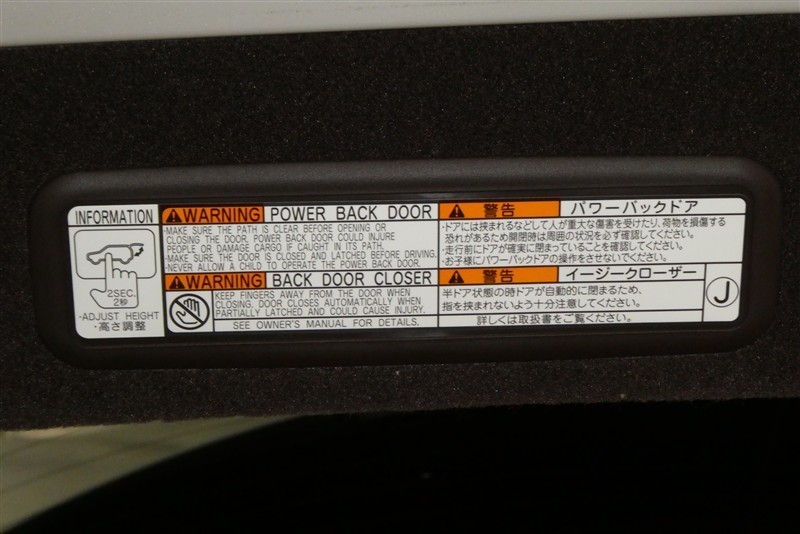 INFORMATION
2SEC.
2秒
・ADJUST HEIGHT
・高さ調整
WARNING POWER BACK DOOR
・MAKE SURE THE PATH IS CLEAR BEFORE OPENING OR
CLOSING THE DOOR. POWER BACK DOOR COULD INJURE
PEOPLE OR DAMAGE CARGO IF CAUGHT IN ITS PATH.
・MAKE SURE THE DOOR IS CLOSED AND LATCHED BEFORE DRIVING.
・NEVER ALLOW A CHILD TO OPERATE THE POWER BACK DOOR.
WARNING BACK DOOR CLOSER
KEEP FINGERS AWAY FROM THE DOOR WHEN
CLOSING. DOOR CLOSES AUTOMATICALLY WHEN
PARTIALLY LATCHED AND COULD CAUSE INJURY.
SEE OWNER'S MANUAL FOR DETAILS.
警告 パワーバックドア
・ドアには挟まれるなどして人が重大な傷害を受けたり、荷物を損傷する
恐れがあるため開閉時は周囲の状況を必ず確認してください。
・走行前にドアが確実に閉まっていることを確認してください。
・お子様にパワーバックドアの操作をさせないでください。
警告 イージークローザー
半ドア状態の時ドアが自動的に閉まるため、
指を挟まれないよう十分注意してください。
詳しくは取扱書をご覧ください。
J